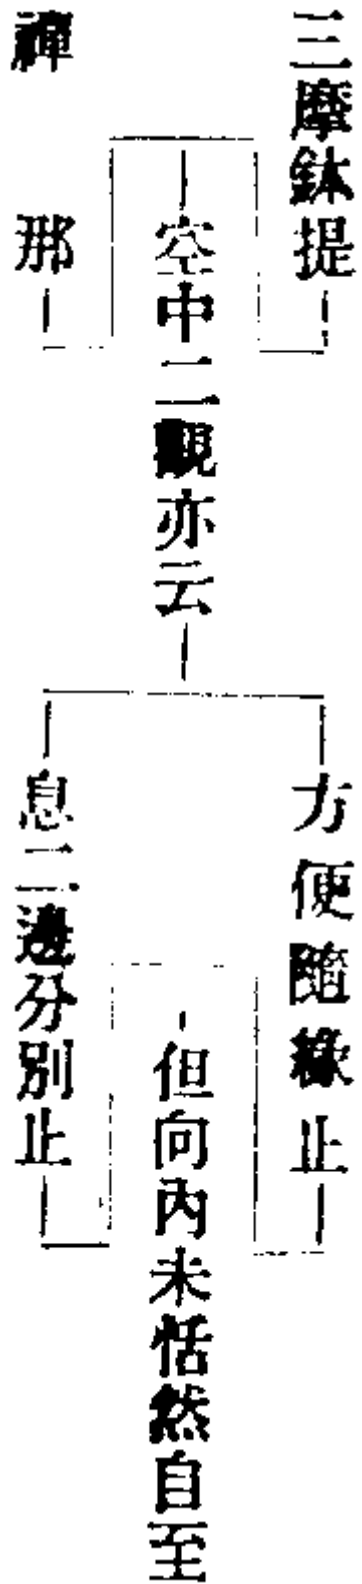 三摩鉢提
禪那
空中二觀亦云
方便隨緣止
息二邊分別止
但向內未恬然自至